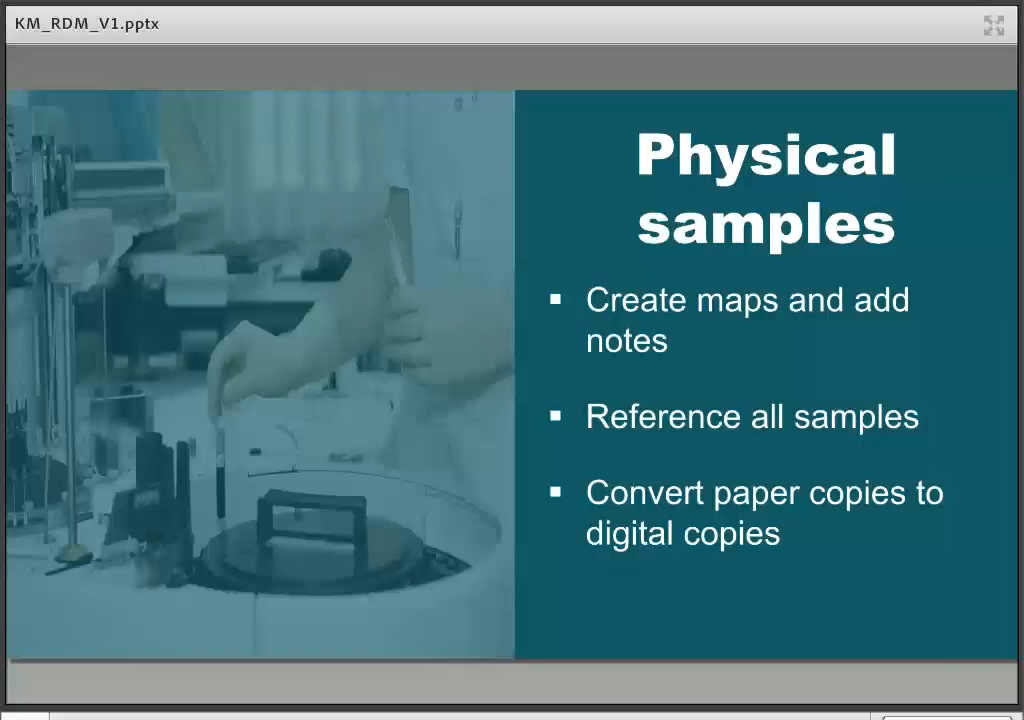 KM_RDM_V1.pptx
Physical
samples
▪ Create maps and add
notes
▪ Reference all samples
▪ Convert paper copies to
digital copies